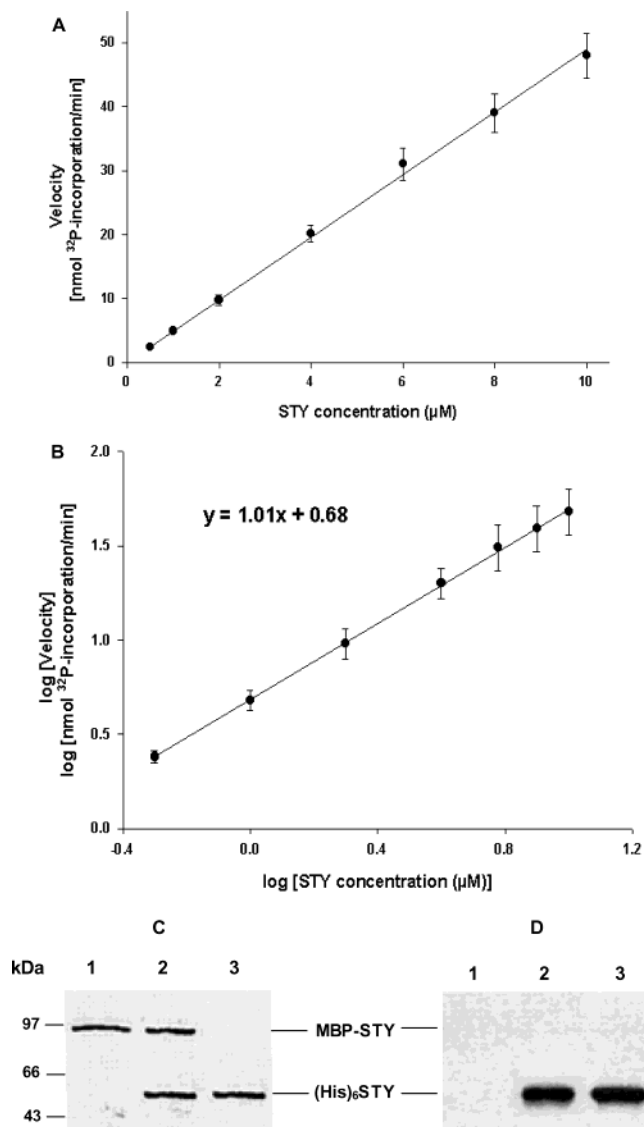 A
50
40
30
20
10
0
Velocity
[nmol ³²P-incorporation/min]
0 2 4 6 8 10
STY concentration (µM)
B
2.0
1.5
1.0
0.5
0.0
y = 1.01x + 0.68
log [Velocity]
log [nmol ³²P-incorporation/min]
-0.4 0.0 0.4 0.8 1.2
log [STY concentration (µM)]
C D
kDa 1 2 3 1 2 3
97 MBP-STY
66
(His)₆STY
43